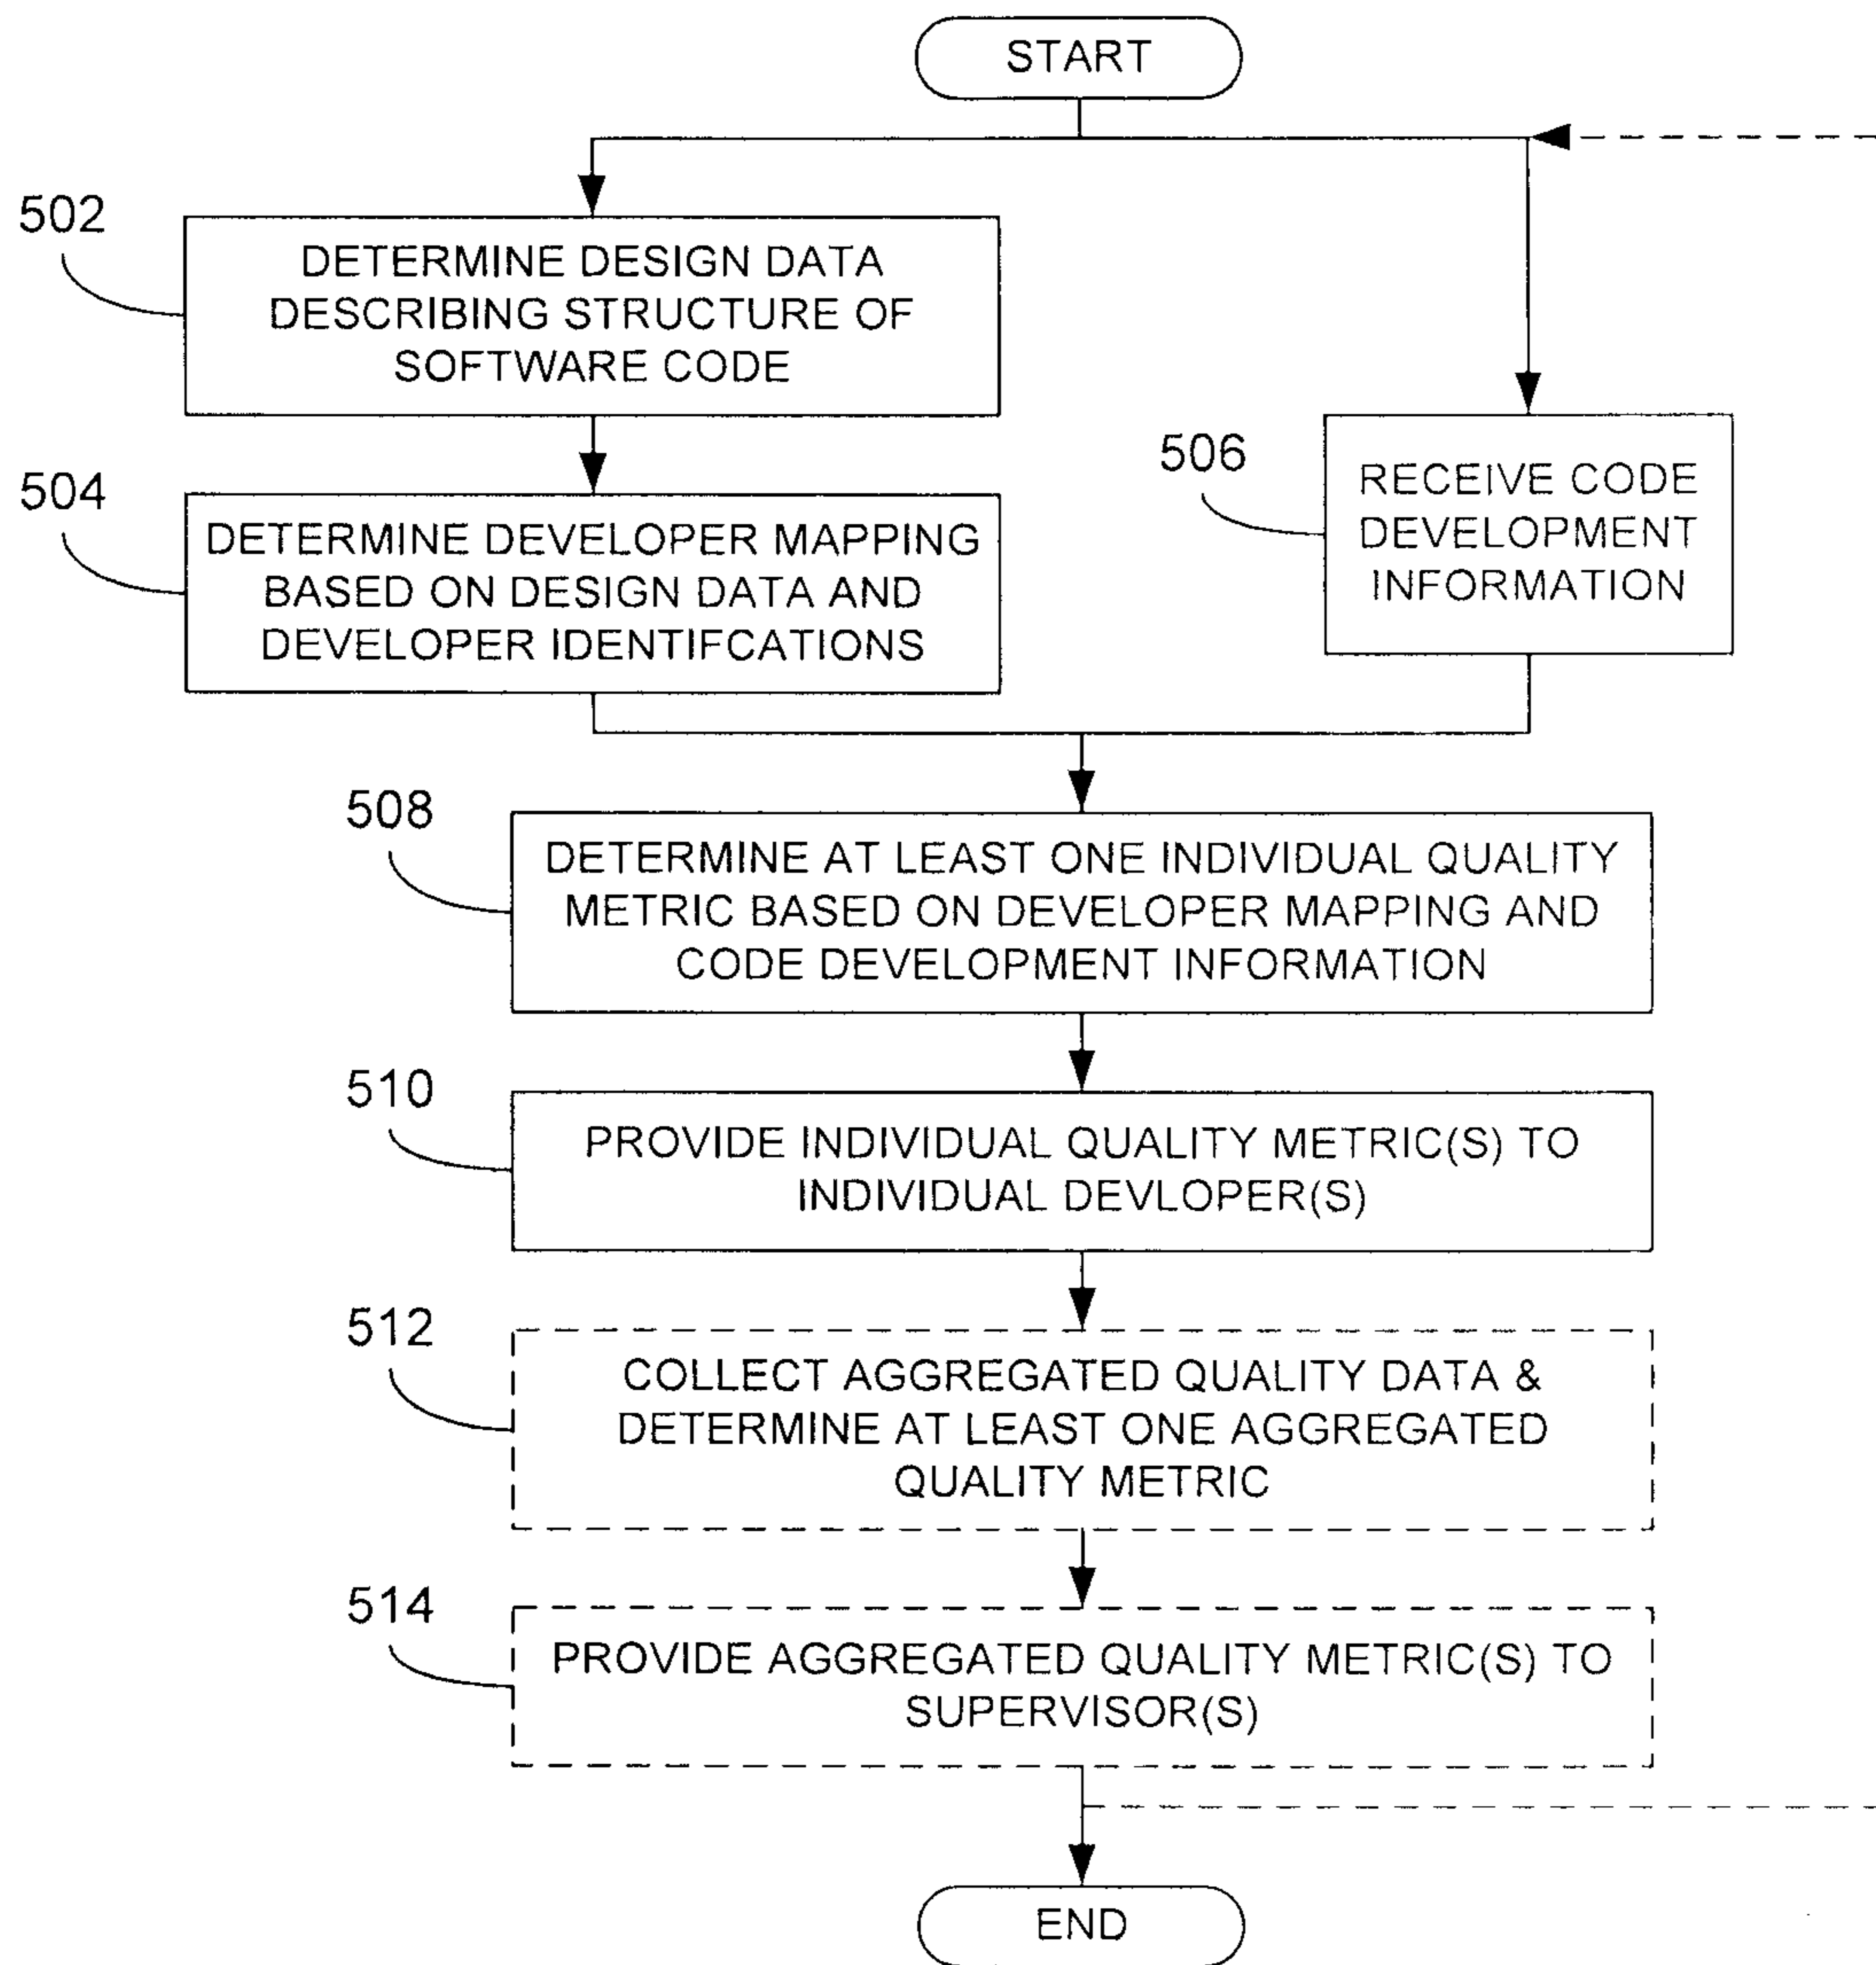 START
502
DETERMINE DESIGN DATA
DESCRIBING STRUCTURE OF
SOFTWARE CODE
504
DETERMINE DEVELOPER MAPPING
BASED ON DESIGN DATA AND
DEVELOPER IDENTIFCATIONS
506
RECEIVE CODE
DEVELOPMENT
INFORMATION
508
DETERMINE AT LEAST ONE INDIVIDUAL QUALITY
METRIC BASED ON DEVELOPER MAPPING AND
CODE DEVELOPMENT INFORMATION
510
PROVIDE INDIVIDUAL QUALITY METRIC(S) TO
INDIVIDUAL DEVLOPER(S)
512
COLLECT AGGREGATED QUALITY DATA &
DETERMINE AT LEAST ONE AGGREGATED
QUALITY METRIC
514
PROVIDE AGGREGATED QUALITY METRIC(S) TO
SUPERVISOR(S)
END